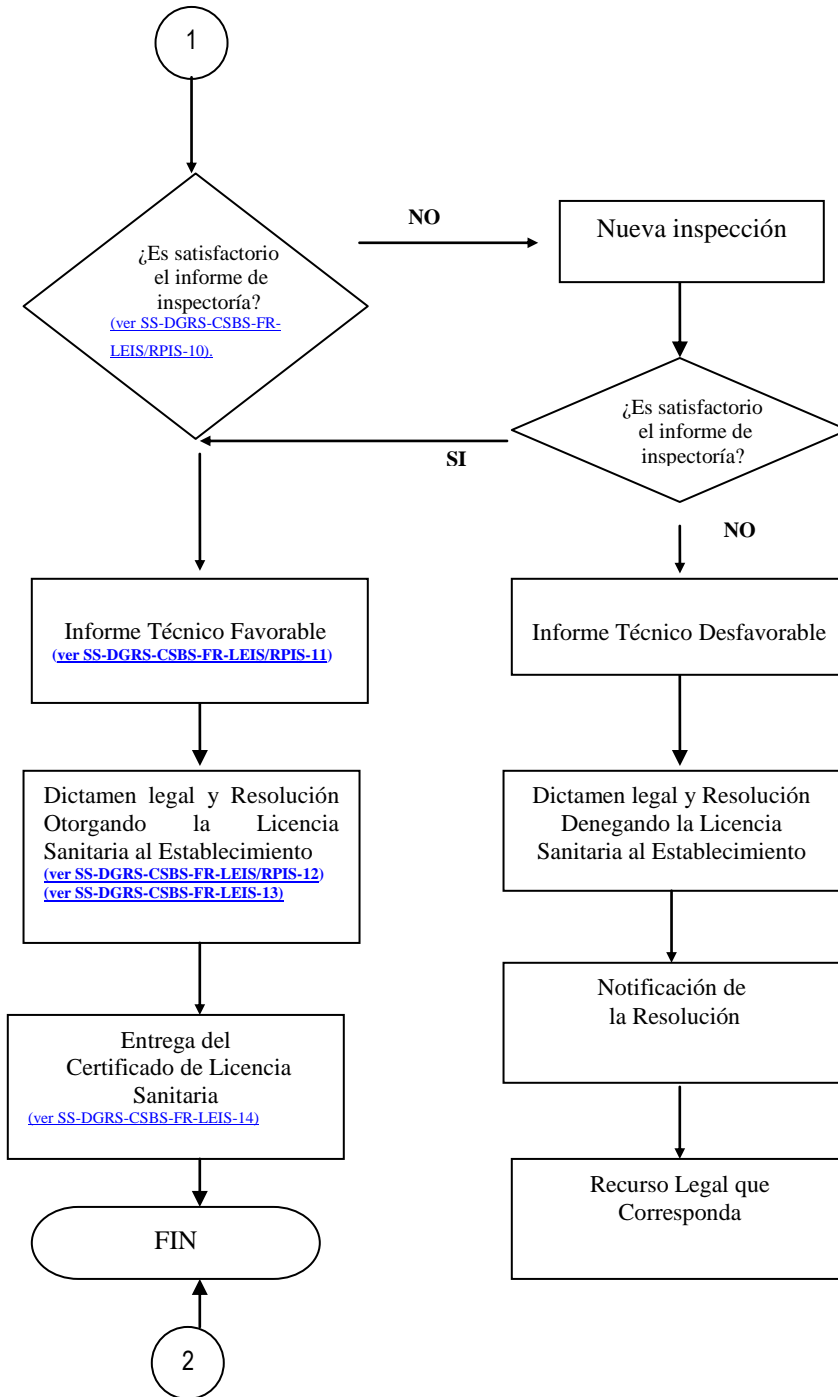 1
¿Es satisfactorio
el informe de
inspectoría?
(ver SS-DGRS-CSBS-FR-
LEIS/RPIS-10).
NO
Nueva inspección
¿Es satisfactorio
el informe de
inspectoría?
SI
NO
Informe Técnico Favorable
(ver SS-DGRS-CSBS-FR-LEIS/RPIS-11)
Informe Técnico Desfavorable
Dictamen legal y Resolución
Otorgando la Licencia
Sanitaria al Establecimiento
(ver SS-DGRS-CSBS-FR-LEIS/RPIS-12)
(ver SS-DGRS-CSBS-FR-LEIS-13)
Dictamen legal y Resolución
Denegando la Licencia
Sanitaria al Establecimiento
Entrega del
Certificado de Licencia
Sanitaria
(ver SS-DGRS-CSBS-FR-LEIS-14)
Notificación de
la Resolución
Recurso Legal que
Corresponda
FIN
2